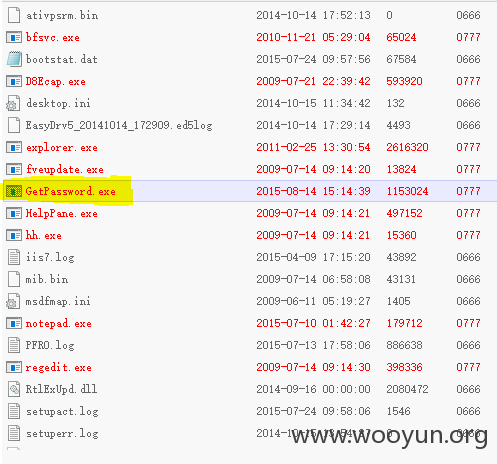 ativpsrm.bin 2014-10-14 17:52:13 0 0666
bfsvc.exe 2010-11-21 05:29:04 65024 0777
bootstat.dat 2015-07-24 09:57:56 67584 0666
D8Ecap.exe 2009-07-21 22:39:42 593920 0777
desktop.ini 2014-10-15 11:34:42 132 0666
EasyDrv5_20141014_172909.ed5log 2014-10-14 17:29:14 4493 0666
explorer.exe 2011-02-25 13:30:54 2616320 0777
fveupdate.exe 2009-07-14 09:14:20 13824 0777
GetPassword.exe 2015-08-14 15:14:39 1153024 0777
HelpPane.exe 2009-07-14 09:14:21 497152 0777
hh.exe 2009-07-14 09:14:21 15360 0777
iis7.log 2015-04-09 17:15:20 43892 0666
mib.bin 2009-07-14 06:58:08 43131 0666
msdfmap.ini 2009-06-11 05:19:27 1405 0666
notepad.exe 2015-07-10 01:42:27 179712 0777
PFRO.log 2015-07-13 17:58:06 886638 0666
regedit.exe 2009-07-14 09:14:30 398336 0777
RtlExUpd.dll 2014-09-16 00:00:00 2080472 0666
setupact.log 2015-07-24 09:58:06 1546 0666
setuperr.log 2014-10-15 0 0666
www.wooyun.org